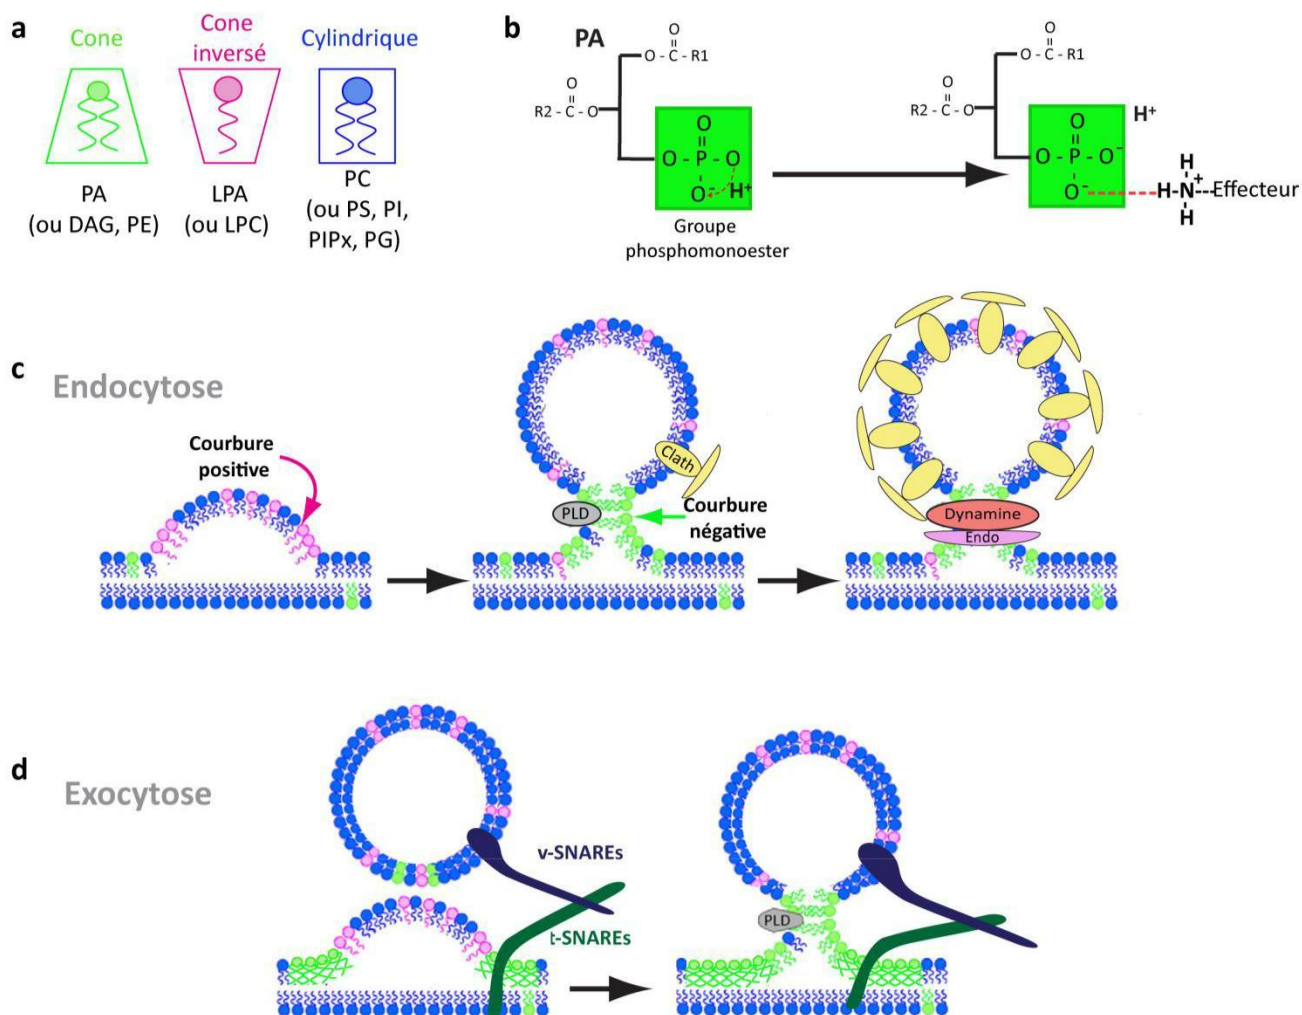 a
Cone
Cone
inversé
Cylindrique
PA
(ou DAG, PE)
LPA
(ou LPC)
PC
(ou PS, PI,
PIPx, PG)
b
PA
O
O-C-R1
O
R2-C-O
O
O-P-O
O⁻ H⁺
Groupe
phosphomonoester
O
O-C-R1
O
R2-C-O
H⁺
O
O-P-O⁻
O⁻
H
H-N⁺---Effecteur
H
c
Endocytose
Courbure
positive
Clath
PLD
Courbure
négative
Dynamine
Endo
d
Exocytose
v-SNAREs
t-SNAREs
PLD